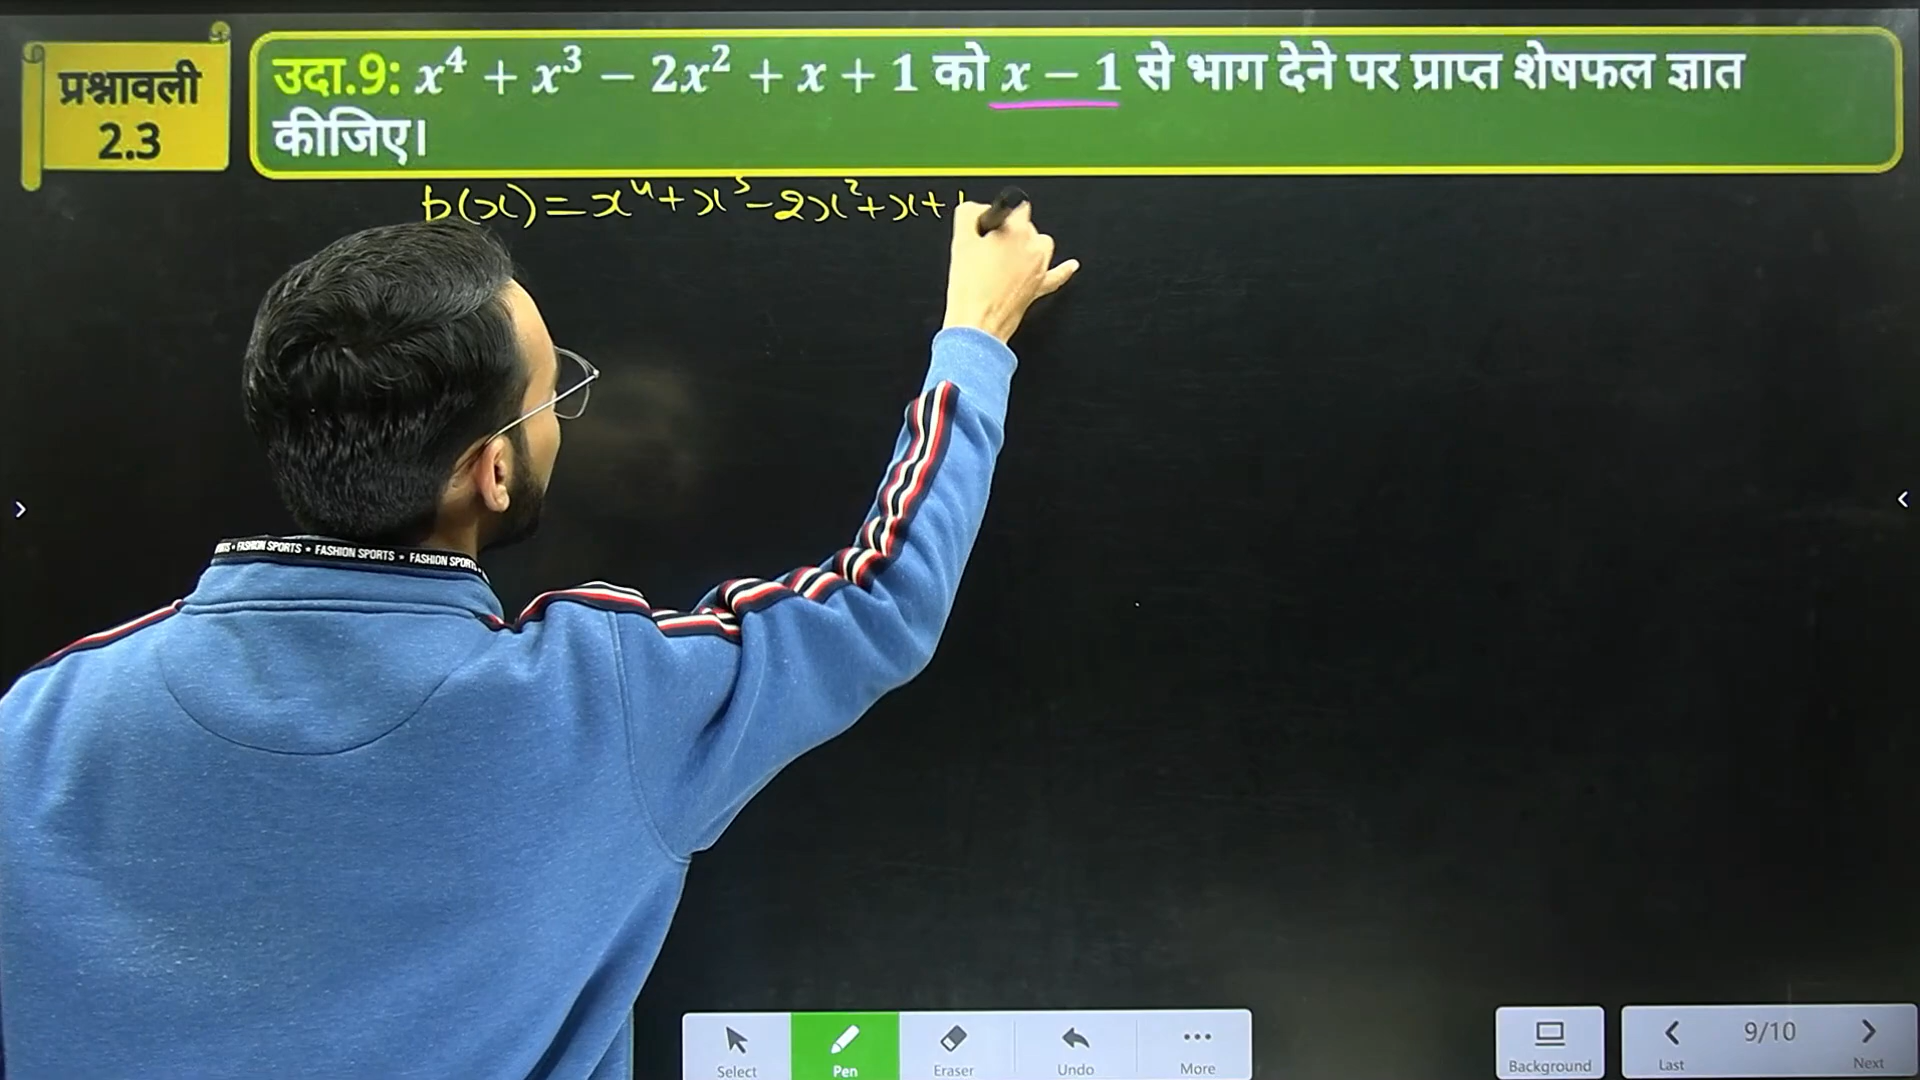 प्रश्नावली
2.3
उदा.9: x⁴ + x³ − 2x² + x + 1 को x − 1 से भाग देने पर प्राप्त शेषफल ज्ञात
कीजिए।
p(x) = x⁴ + x³ - 2x² + x + 1
FASHION SPORTS • FASHION SPORTS • FASHION SPORTS
Select
Pen
Eraser
Undo
More
Background
Last
9/10
Next